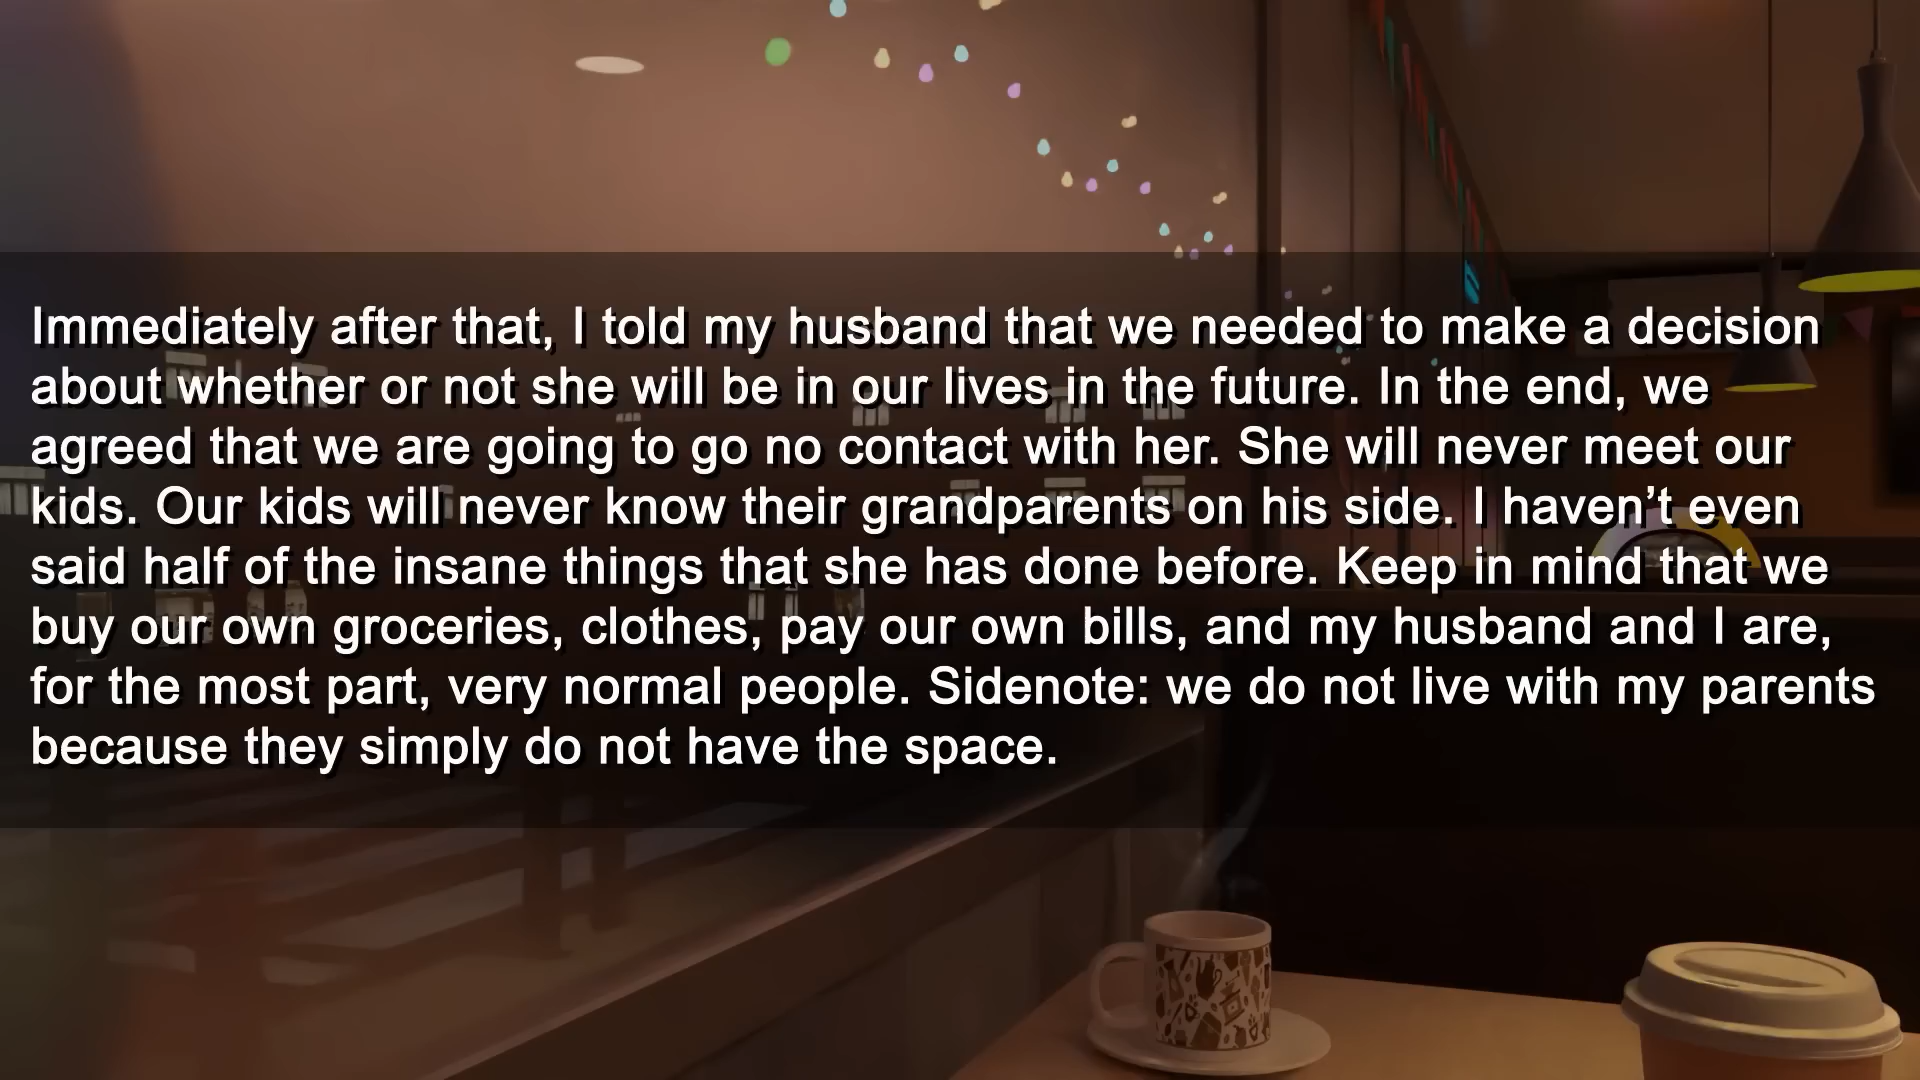 Immediately after that, I told my husband that we needed to make a decision
about whether or not she will be in our lives in the future. In the end, we
agreed that we are going to go no contact with her. She will never meet our
kids. Our kids will never know their grandparents on his side. I haven’t even
said half of the insane things that she has done before. Keep in mind that we
buy our own groceries, clothes, pay our own bills, and my husband and I are,
for the most part, very normal people. Sidenote: we do not live with my parents
because they simply do not have the space.